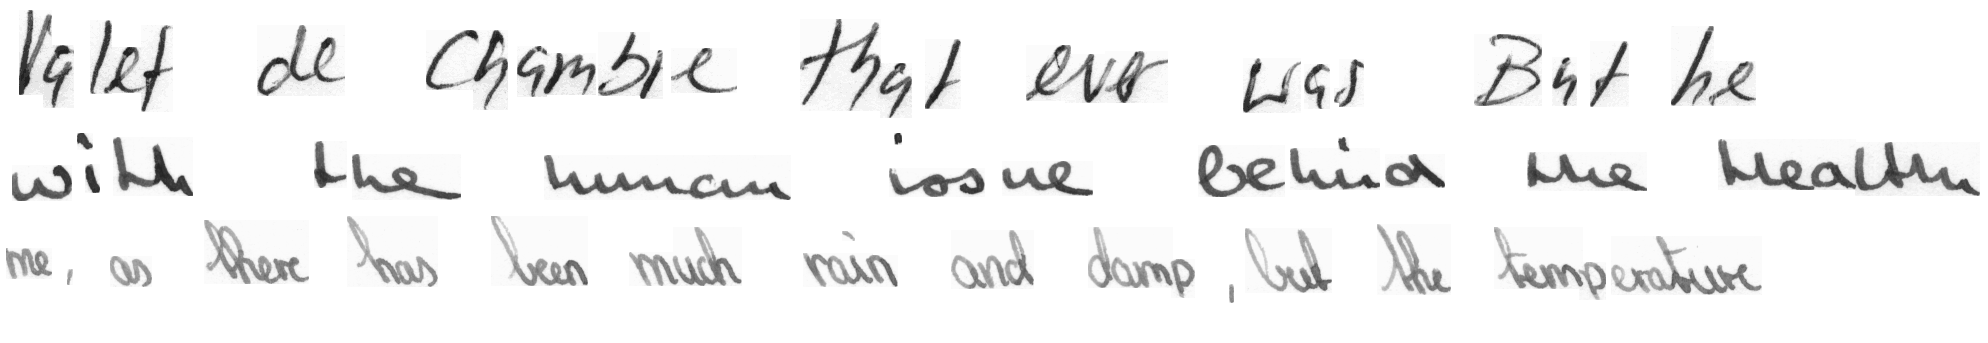 Valet de Chambre that ever was But he
with the human issue behind the Health
me, as there has been much rain and damp, but the temperature